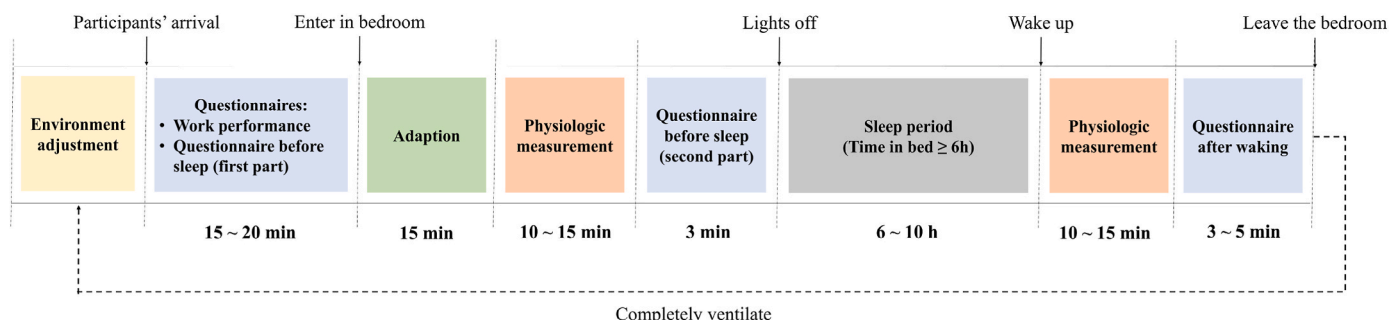 Participants' arrival
Enter in bedroom
Lights off
Wake up
Leave the bedroom
Environment
adjustment
Questionnaires:
• Work performance
• Questionnaire before
sleep (first part)
Adaption
Physiologic
measurement
Questionnaire
before sleep
(second part)
Sleep period
(Time in bed ≥ 6h)
Physiologic
measurement
Questionnaire
after waking
15 ~ 20 min
15 min
10 ~ 15 min
3 min
6 ~ 10 h
10 ~ 15 min
3 ~ 5 min
Completely ventilate